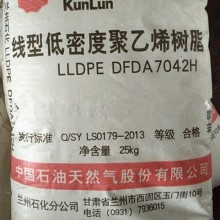 KunLun
线型低密度聚乙烯树脂
LLDPE DFDA7042H
执行标准 Q/SY LS0179-2013 等级 合格
净含量 25kg
中国石油天然气股份有限公司
兰州石化分公司 甘肃省兰州市西固区玉门街10号
电话 (0931) 7936015